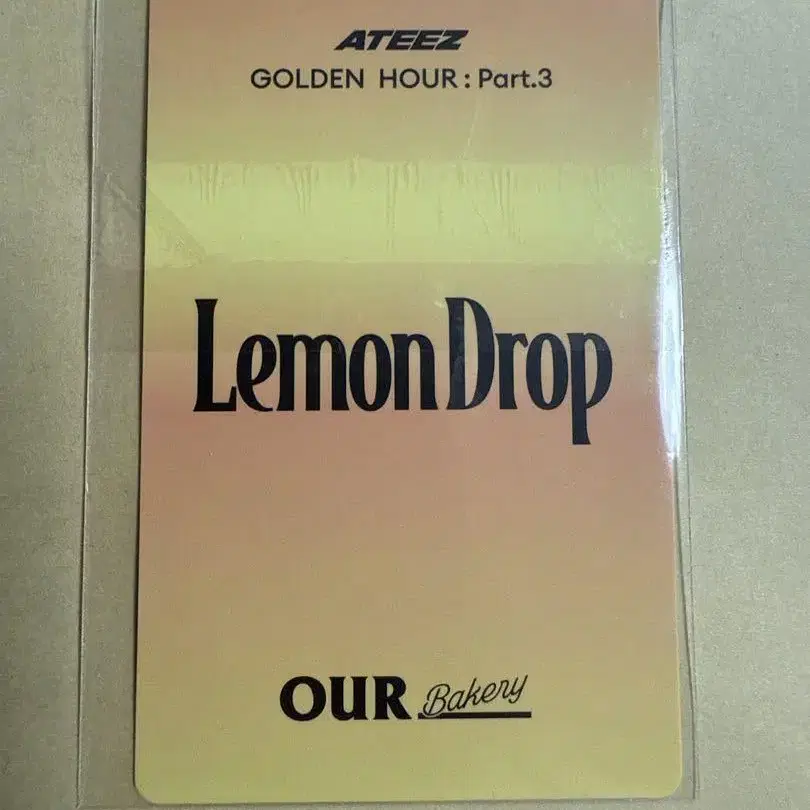 ATEEZ
GOLDEN HOUR : Part.3
Lemon Drop
OUR Bakery